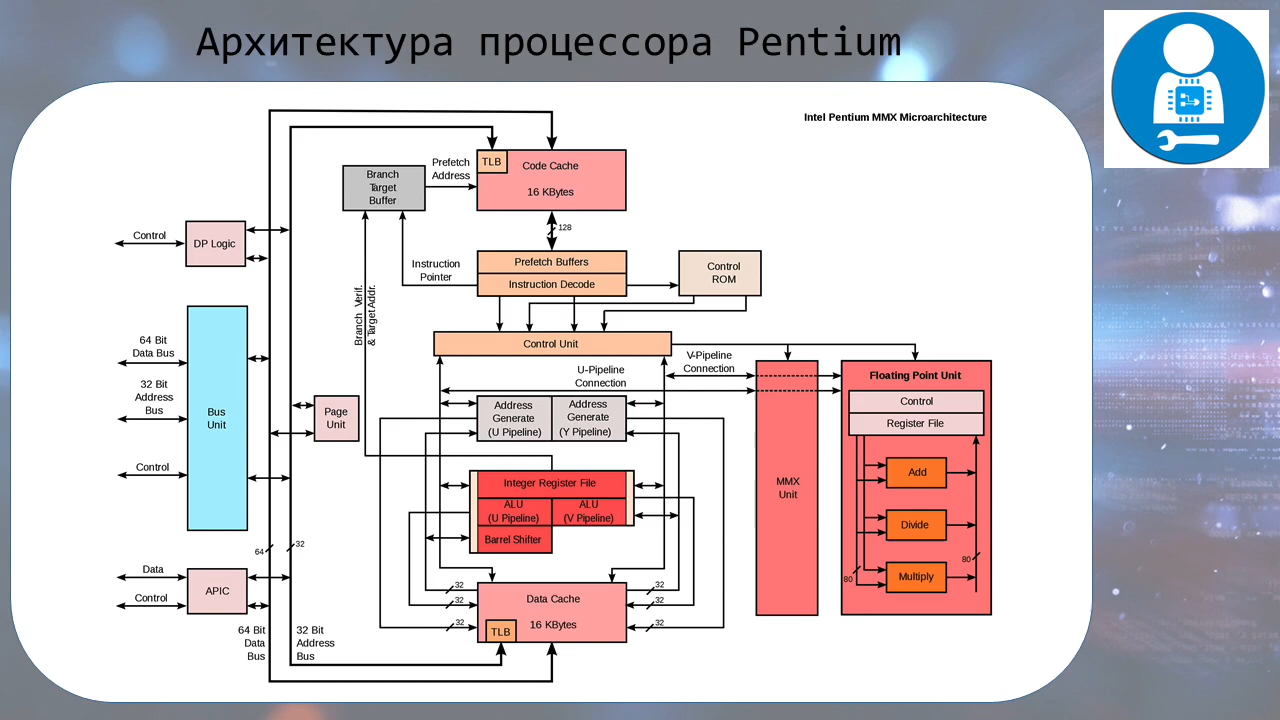 Архитектура процессора Pentium
Intel Pentium MMX Microarchitecture
TLB
Code Cache
16 KBytes
Prefetch
Address
Branch
Target
Buffer
128
Control
DP Logic
Prefetch Buffers
Instruction Decode
Instruction
Pointer
Control
ROM
Branch Verif.
& Target Addr.
Control Unit
64 Bit
Data Bus
32 Bit
Address
Bus
Control
Bus
Unit
Page
Unit
U-Pipeline
Connection
V-Pipeline
Connection
Address
Generate
(U Pipeline)
Address
Generate
(Y Pipeline)
Integer Register File
ALU
(U Pipeline)
ALU
(V Pipeline)
Barrel Shifter
MMX
Unit
Floating Point Unit
Control
Register File
Add
Divide
Multiply
80
80
64
32
Data
Control
APIC
64 Bit
Data
Bus
32 Bit
Address
Bus
32
32
32
Data Cache
16 KBytes
TLB
32
32
32